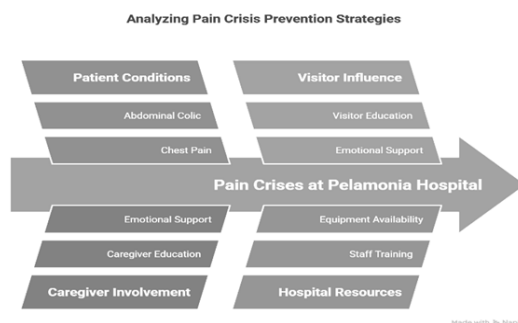 Analyzing Pain Crisis Prevention Strategies
Patient Conditions
Visitor Influence
Abdominal Colic
Visitor Education
Chest Pain
Emotional Support
Pain Crises at Pelamonia Hospital
Emotional Support
Equipment Availability
Caregiver Education
Staff Training
Caregiver Involvement
Hospital Resources